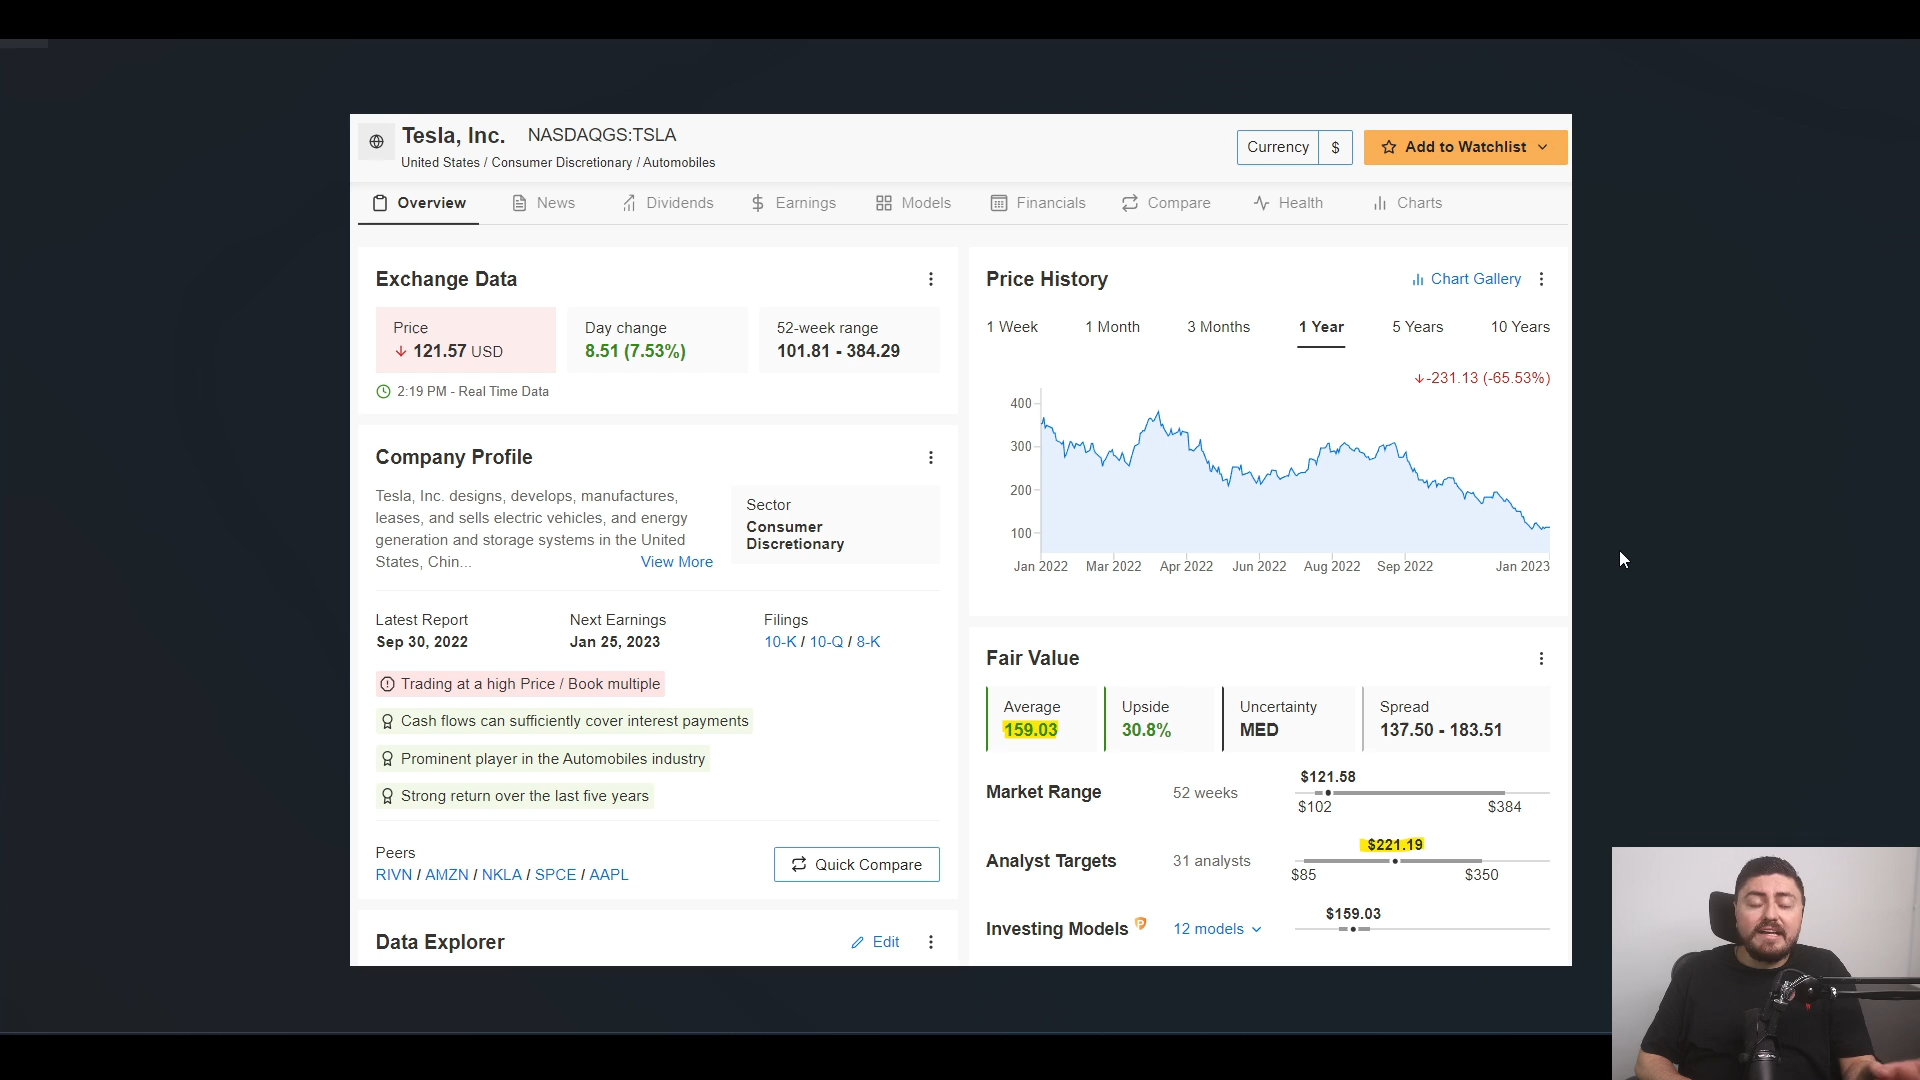 Tesla, Inc. NASDAQGS:TSLA
United States / Consumer Discretionary / Automobiles
Currency $
Add to Watchlist
Overview News Dividends Earnings Models Financials Compare Health Charts
Exchange Data
Price
121.57 USD
Day change
8.51 (7.53%)
52-week range
101.81 - 384.29
2:19 PM - Real Time Data
Company Profile
Tesla, Inc. designs, develops, manufactures,
leases, and sells electric vehicles, and energy
generation and storage systems in the United
States, Chin... View More
Sector
Consumer
Discretionary
Latest Report
Sep 30, 2022
Next Earnings
Jan 25, 2023
Filings
10-K / 10-Q / 8-K
Trading at a high Price / Book multiple
Cash flows can sufficiently cover interest payments
Prominent player in the Automobiles industry
Strong return over the last five years
Peers
RIVN / AMZN / NKLA / SPCE / AAPL
Quick Compare
Data Explorer
Edit
Price History
Chart Gallery
1 Week 1 Month 3 Months 1 Year 5 Years 10 Years
-231.13 (-65.53%)
400
300
200
100
Jan 2022 Mar 2022 Apr 2022 Jun 2022 Aug 2022 Sep 2022 Jan 2023
Fair Value
Average
159.03
Upside
30.8%
Uncertainty
MED
Spread
137.50 - 183.51
Market Range 52 weeks
$121.58
$102 $384
Analyst Targets 31 analysts
$221.19
$85 $350
Investing Models 12 models
$159.03